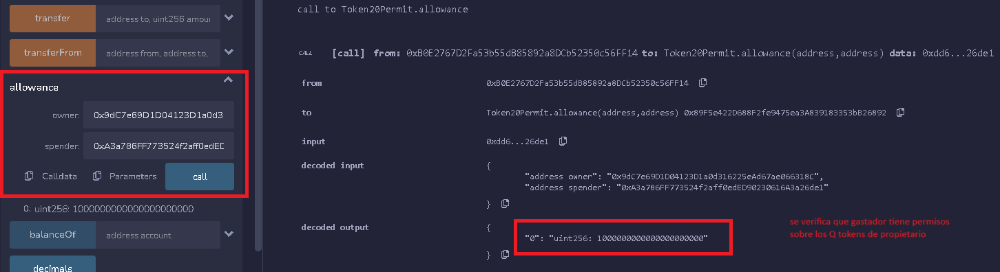 transfer
address to, uint256 amou
transferFrom
address from, address to,
allowance
owner:
0x9dC7e69D1D04123D1a0d3
spender:
0xA3a786FF773524f2aff0edED
Calldata
Parameters
call
0: uint256: 1000000000000000000000
balanceOf
address account
decimals
call to Token20Permit.allowance
CALL [call] from: 0xB0E2767D2Fa53b55dB85892a8DCb52350c56FF14 to: Token20Permit.allowance(address,address) data: 0xdd6...26de1
from 0xB0E2767D2Fa53b55dB85892a8DCb52350c56FF14
to Token20Permit.allowance(address,address) 0x89F5e422D688F2fe9475ea3A839183353bB26892
input 0xdd6...26de1
decoded input {
"address owner": "0x9dC7e69D1D04123D1a0d316225eAd67ae066318C",
"address spender": "0xA3a786FF773524f2aff0edED90230616A3a26de1"
}
decoded output {
"0": "uint256: 1000000000000000000000"
}
se verifica que gastador tiene permisos
sobre los Q tokens de propietario